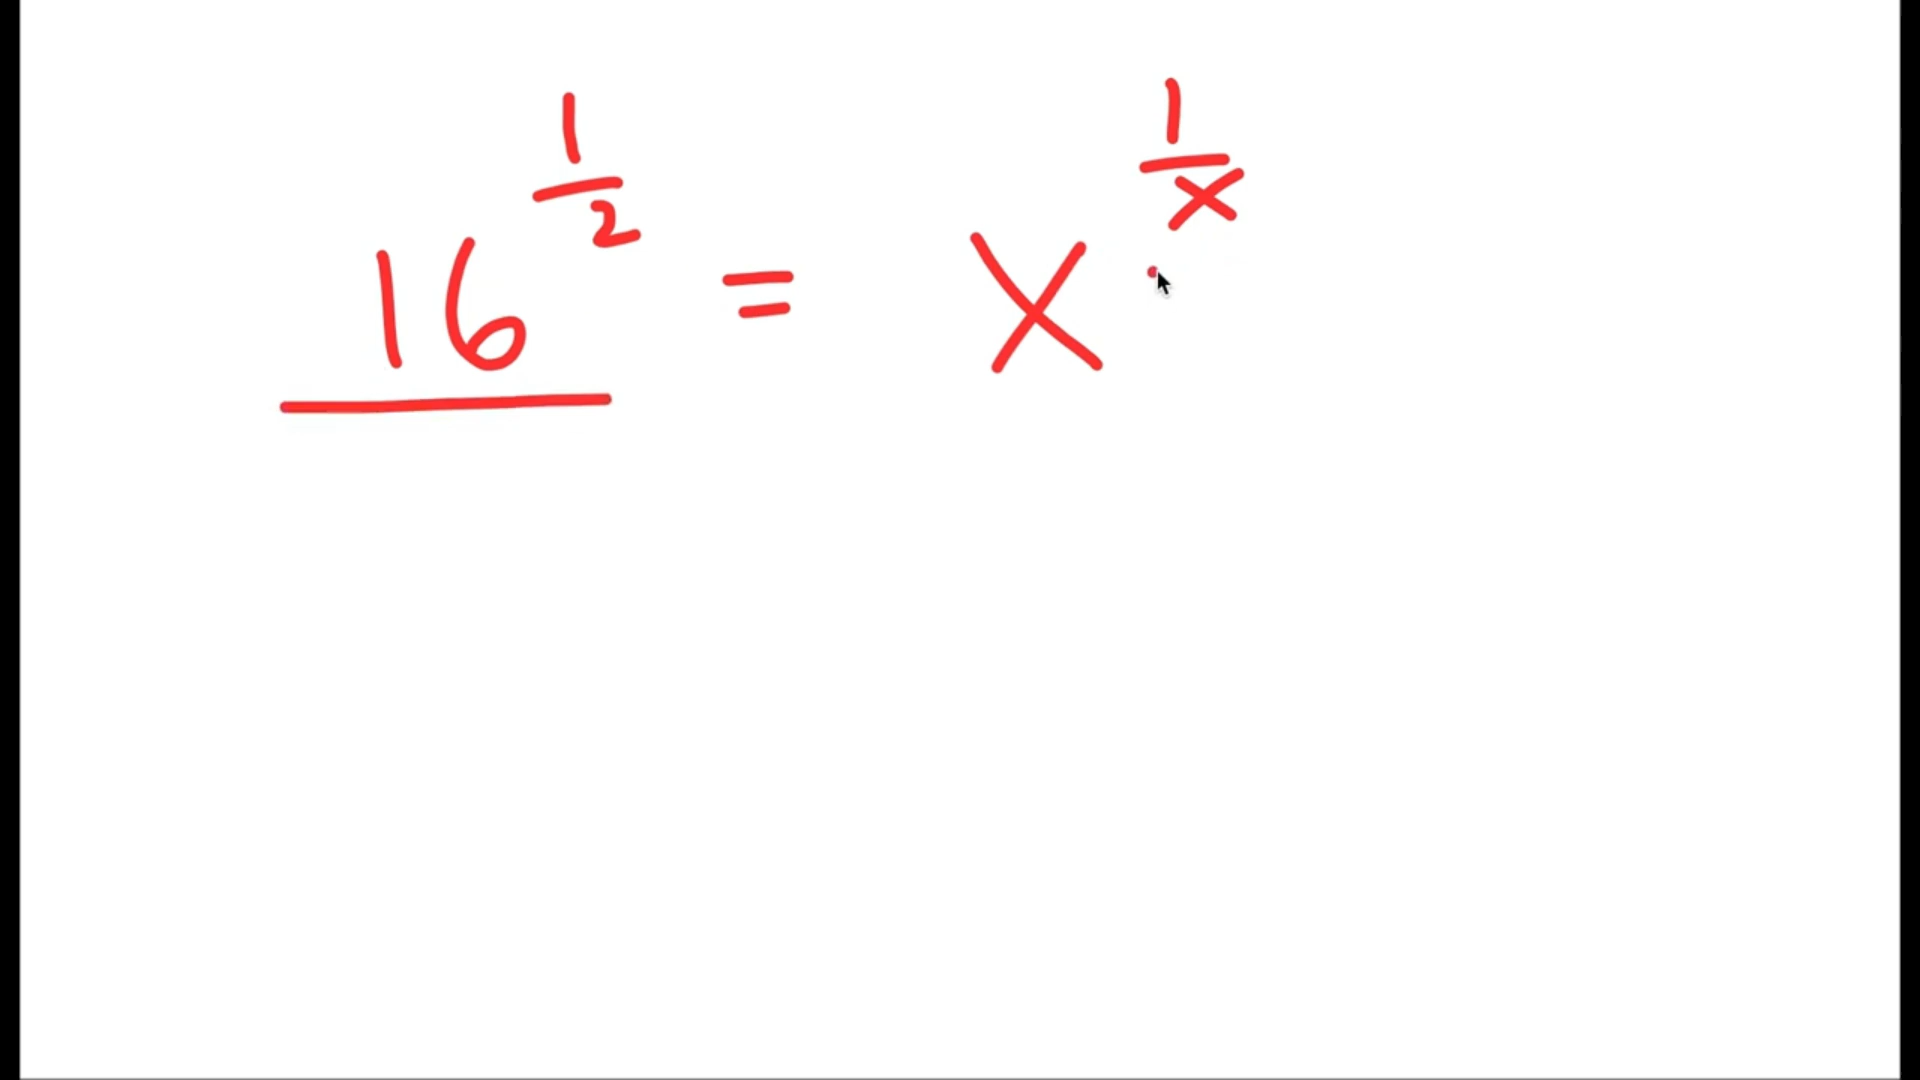 16^{1/2} = X^{1/x}